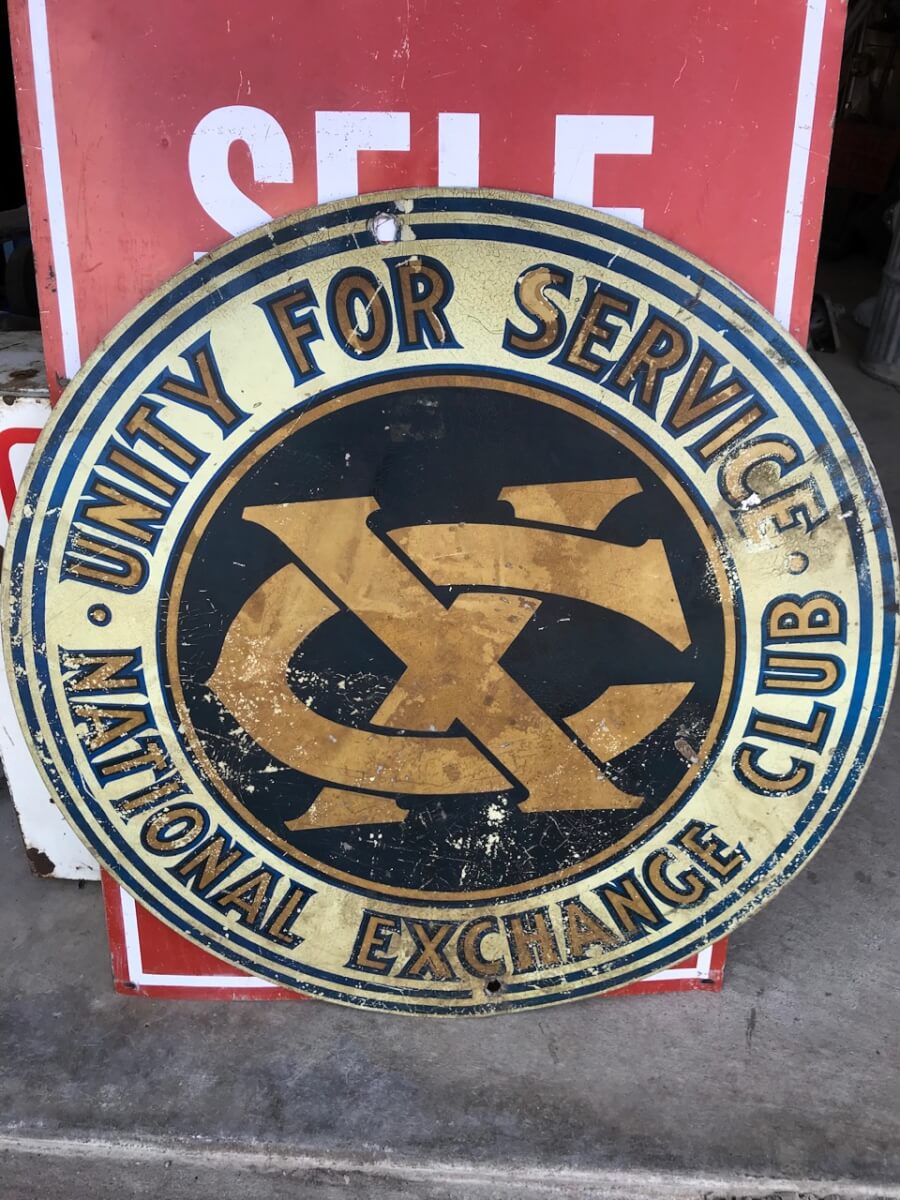 SELF
UNITY FOR SERVICE
NATIONAL EXCHANGE CLUB
XC